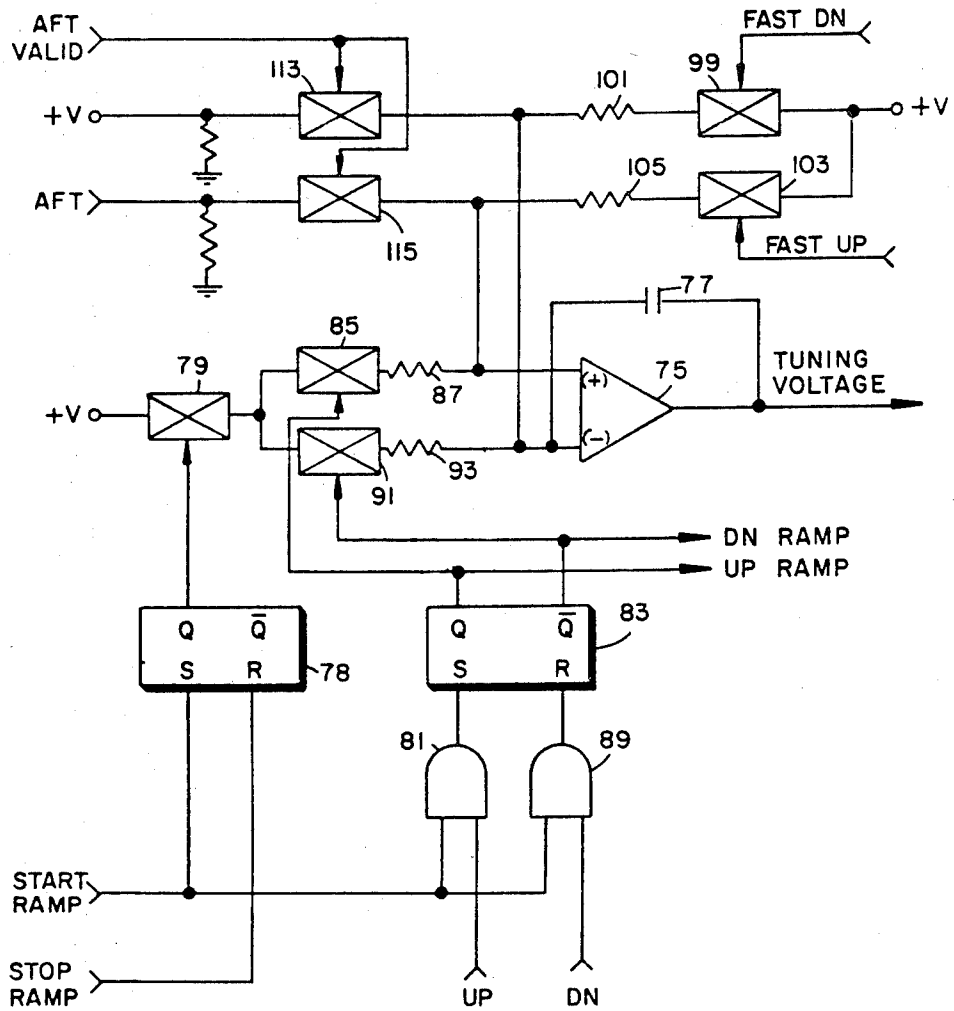 AFT
VALID
FAST DN
113
99
101
+V
+V
105
103
AFT
115
FAST UP
77
85
75
TUNING
VOLTAGE
79
87
(+)
+V
(-)
93
91
DN RAMP
UP RAMP
Q Q̅
Q Q̅
83
S R
78
S R
81
89
START
RAMP
STOP
RAMP
UP
DN